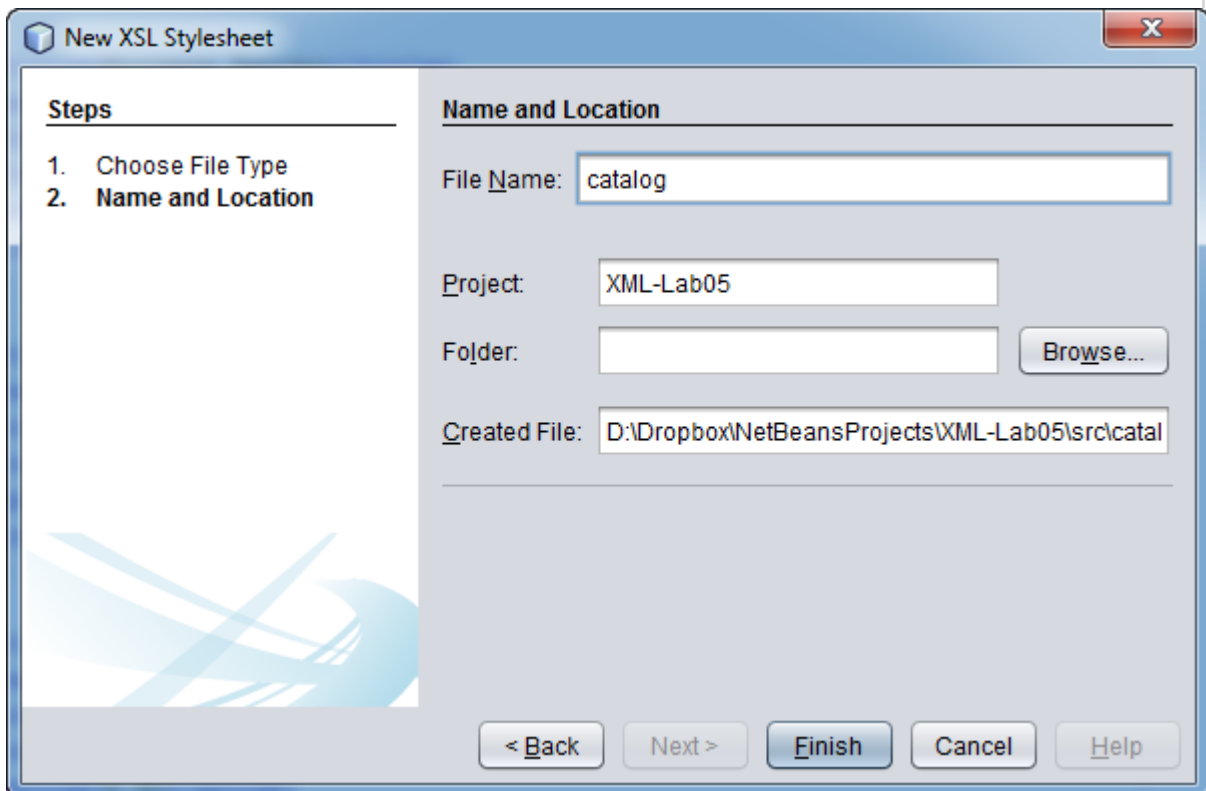 New XSL Stylesheet
Steps
1. Choose File Type
2. Name and Location
Name and Location
File Name: catalog
Project: XML-Lab05
Folder: Browse...
Created File: D:\Dropbox\NetBeansProjects\XML-Lab05\src\catal
< Back Next > Finish Cancel Help